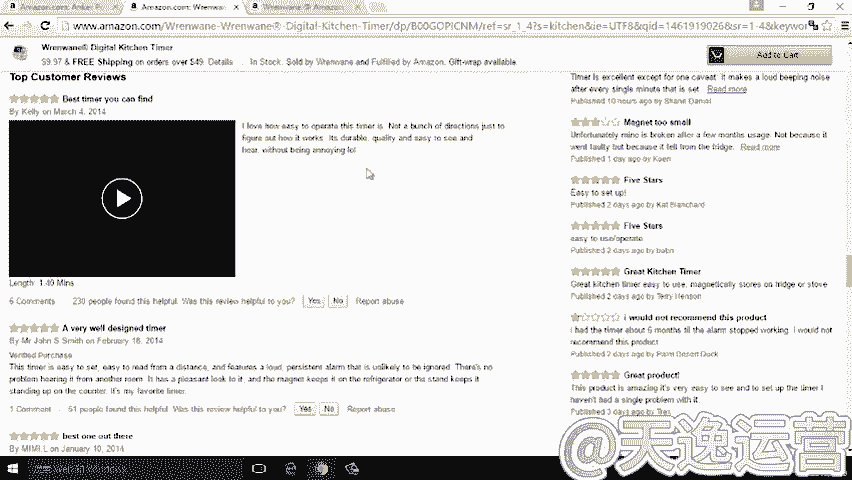 Amazon.com: Anker P
Amazon.com: Wrenwan
Wrenwane ® - Amazon.c
www.amazon.com/Wrenwane-Wrenwane®-Digital-Kitchen-Timer/dp/B00GOPICNM/ref=sr_1_4?s=kitchen&ie=UTF8&qid=1461919026&sr=1-4&keywor
Wrenwane® Digital Kitchen Timer
$9.97 & FREE Shipping on orders over $49. Details
In Stock. Sold by Wrenwane and Fulfilled by Amazon. Gift-wrap available.
Add to Cart
Top Customer Reviews
Best timer you can find
By Kelly on March 4, 2014
I love how easy to operate this timer is. Not a bunch of directions just to
figure out how it works. Its durable, quality and easy to see and
hear, without being annoying lol
Length: 1:40 Mins
6 Comments
230 people found this helpful. Was this review helpful to you?
Yes
No
Report abuse
A very well designed timer
By Mr John S Smith on February 18, 2014
Verified Purchase
This timer is easy to set, easy to read from a distance, and features a loud, persistent alarm that is unlikely to be ignored. There's no
problem hearing it from another room. It has a pleasant look to it, and the magnet keeps it on the refrigerator or the stand keeps it
standing up on the counter. It's my favorite timer.
1 Comment
51 people found this helpful. Was this review helpful to you?
Yes
No
Report abuse
best one out there
By MIMI L on January 10, 2014
Timer is excellent except for one caveat. it makes a loud beeping noise
after every single minute that is set. Read more
Published 10 hours ago by Shane Daniel
Magnet too small
Unfortunately mine is broken after a few months usage. Not because it
went faulty but because it fell from the fridge. Read more
Published 1 day ago by Kaen
Five Stars
Easy to set up!
Published 2 days ago by Kat Blanchard
Five Stars
easy to use/operate
Published 2 days ago by
Great Kitchen Timer
Great kitchen timer easy to use, magnetically stores on fridge or stove
Published 2 days ago by Terry Henson
i would not recommend this product
i had the timer about 6 months til the alarm stopped working. i would not
recommend this product
Published 2 days ago by Palm Desert Duck
Great product!
This product is amazing it's very easy to see and to set up the timer I
haven't had a single problem with it.
Published 3 days ago by
@天逸运营